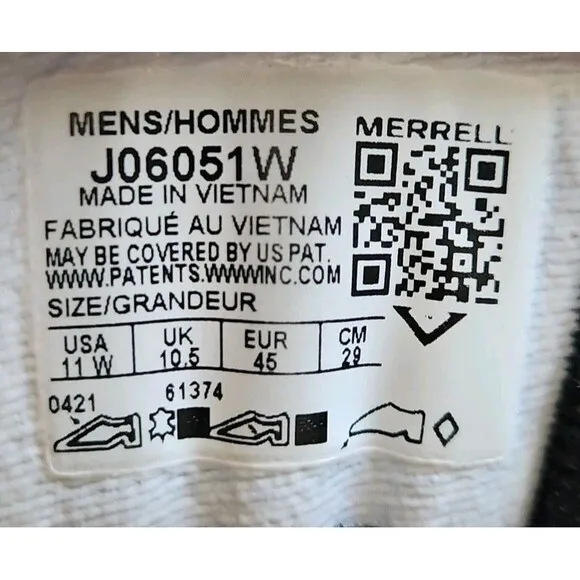 MENS/HOMMES
MERRELL
J06051W
MADE IN VIETNAM
FABRIQUÉ AU VIETNAM
MAY BE COVERED BY US PAT.
WWW.PATENTS.WWWINC.COM
SIZE/GRANDEUR
USA UK EUR CM
11 W 10.5 45 29
0421 61374